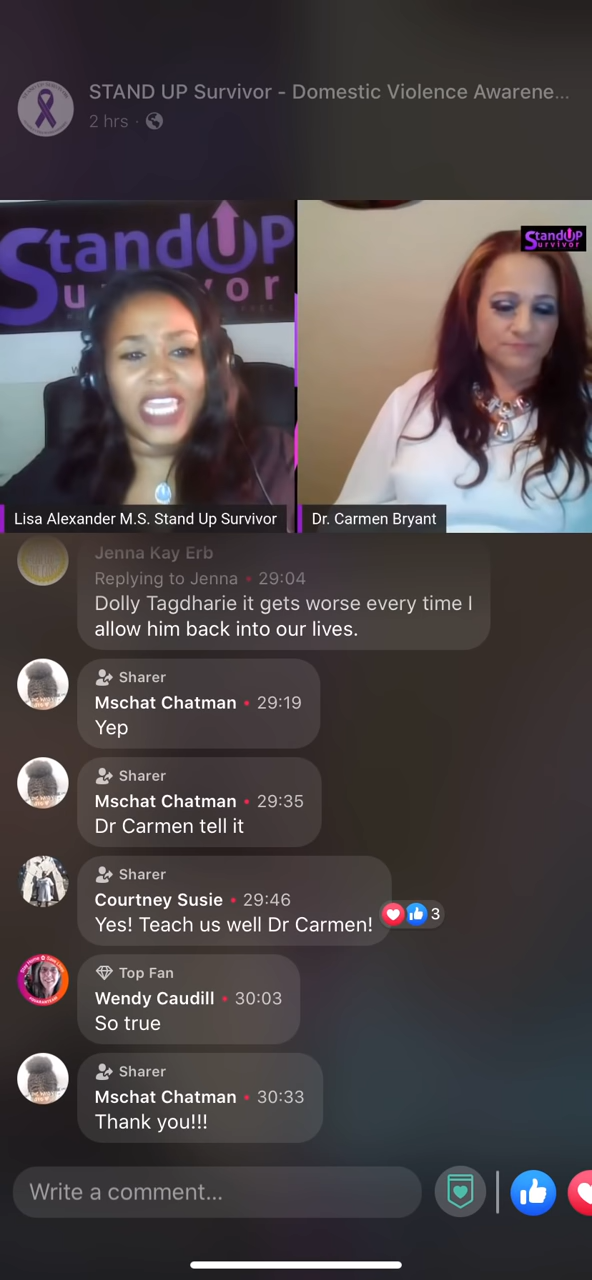 STAND UP Survivor - Domestic Violence Awarene...
2 hrs ·
StandUP
Survivor
StandUP
Survivor
Lisa Alexander M.S. Stand Up Survivor
Dr. Carmen Bryant
Jenna Kay Erb
Replying to Jenna • 29:04
Dolly Tagdharie it gets worse every time I
allow him back into our lives.
Sharer
Mschat Chatman • 29:19
Yep
Sharer
Mschat Chatman • 29:35
Dr Carmen tell it
Sharer
Courtney Susie • 29:46
Yes! Teach us well Dr Carmen!
3
Top Fan
Wendy Caudill • 30:03
So true
Sharer
Mschat Chatman • 30:33
Thank you!!!
Write a comment...